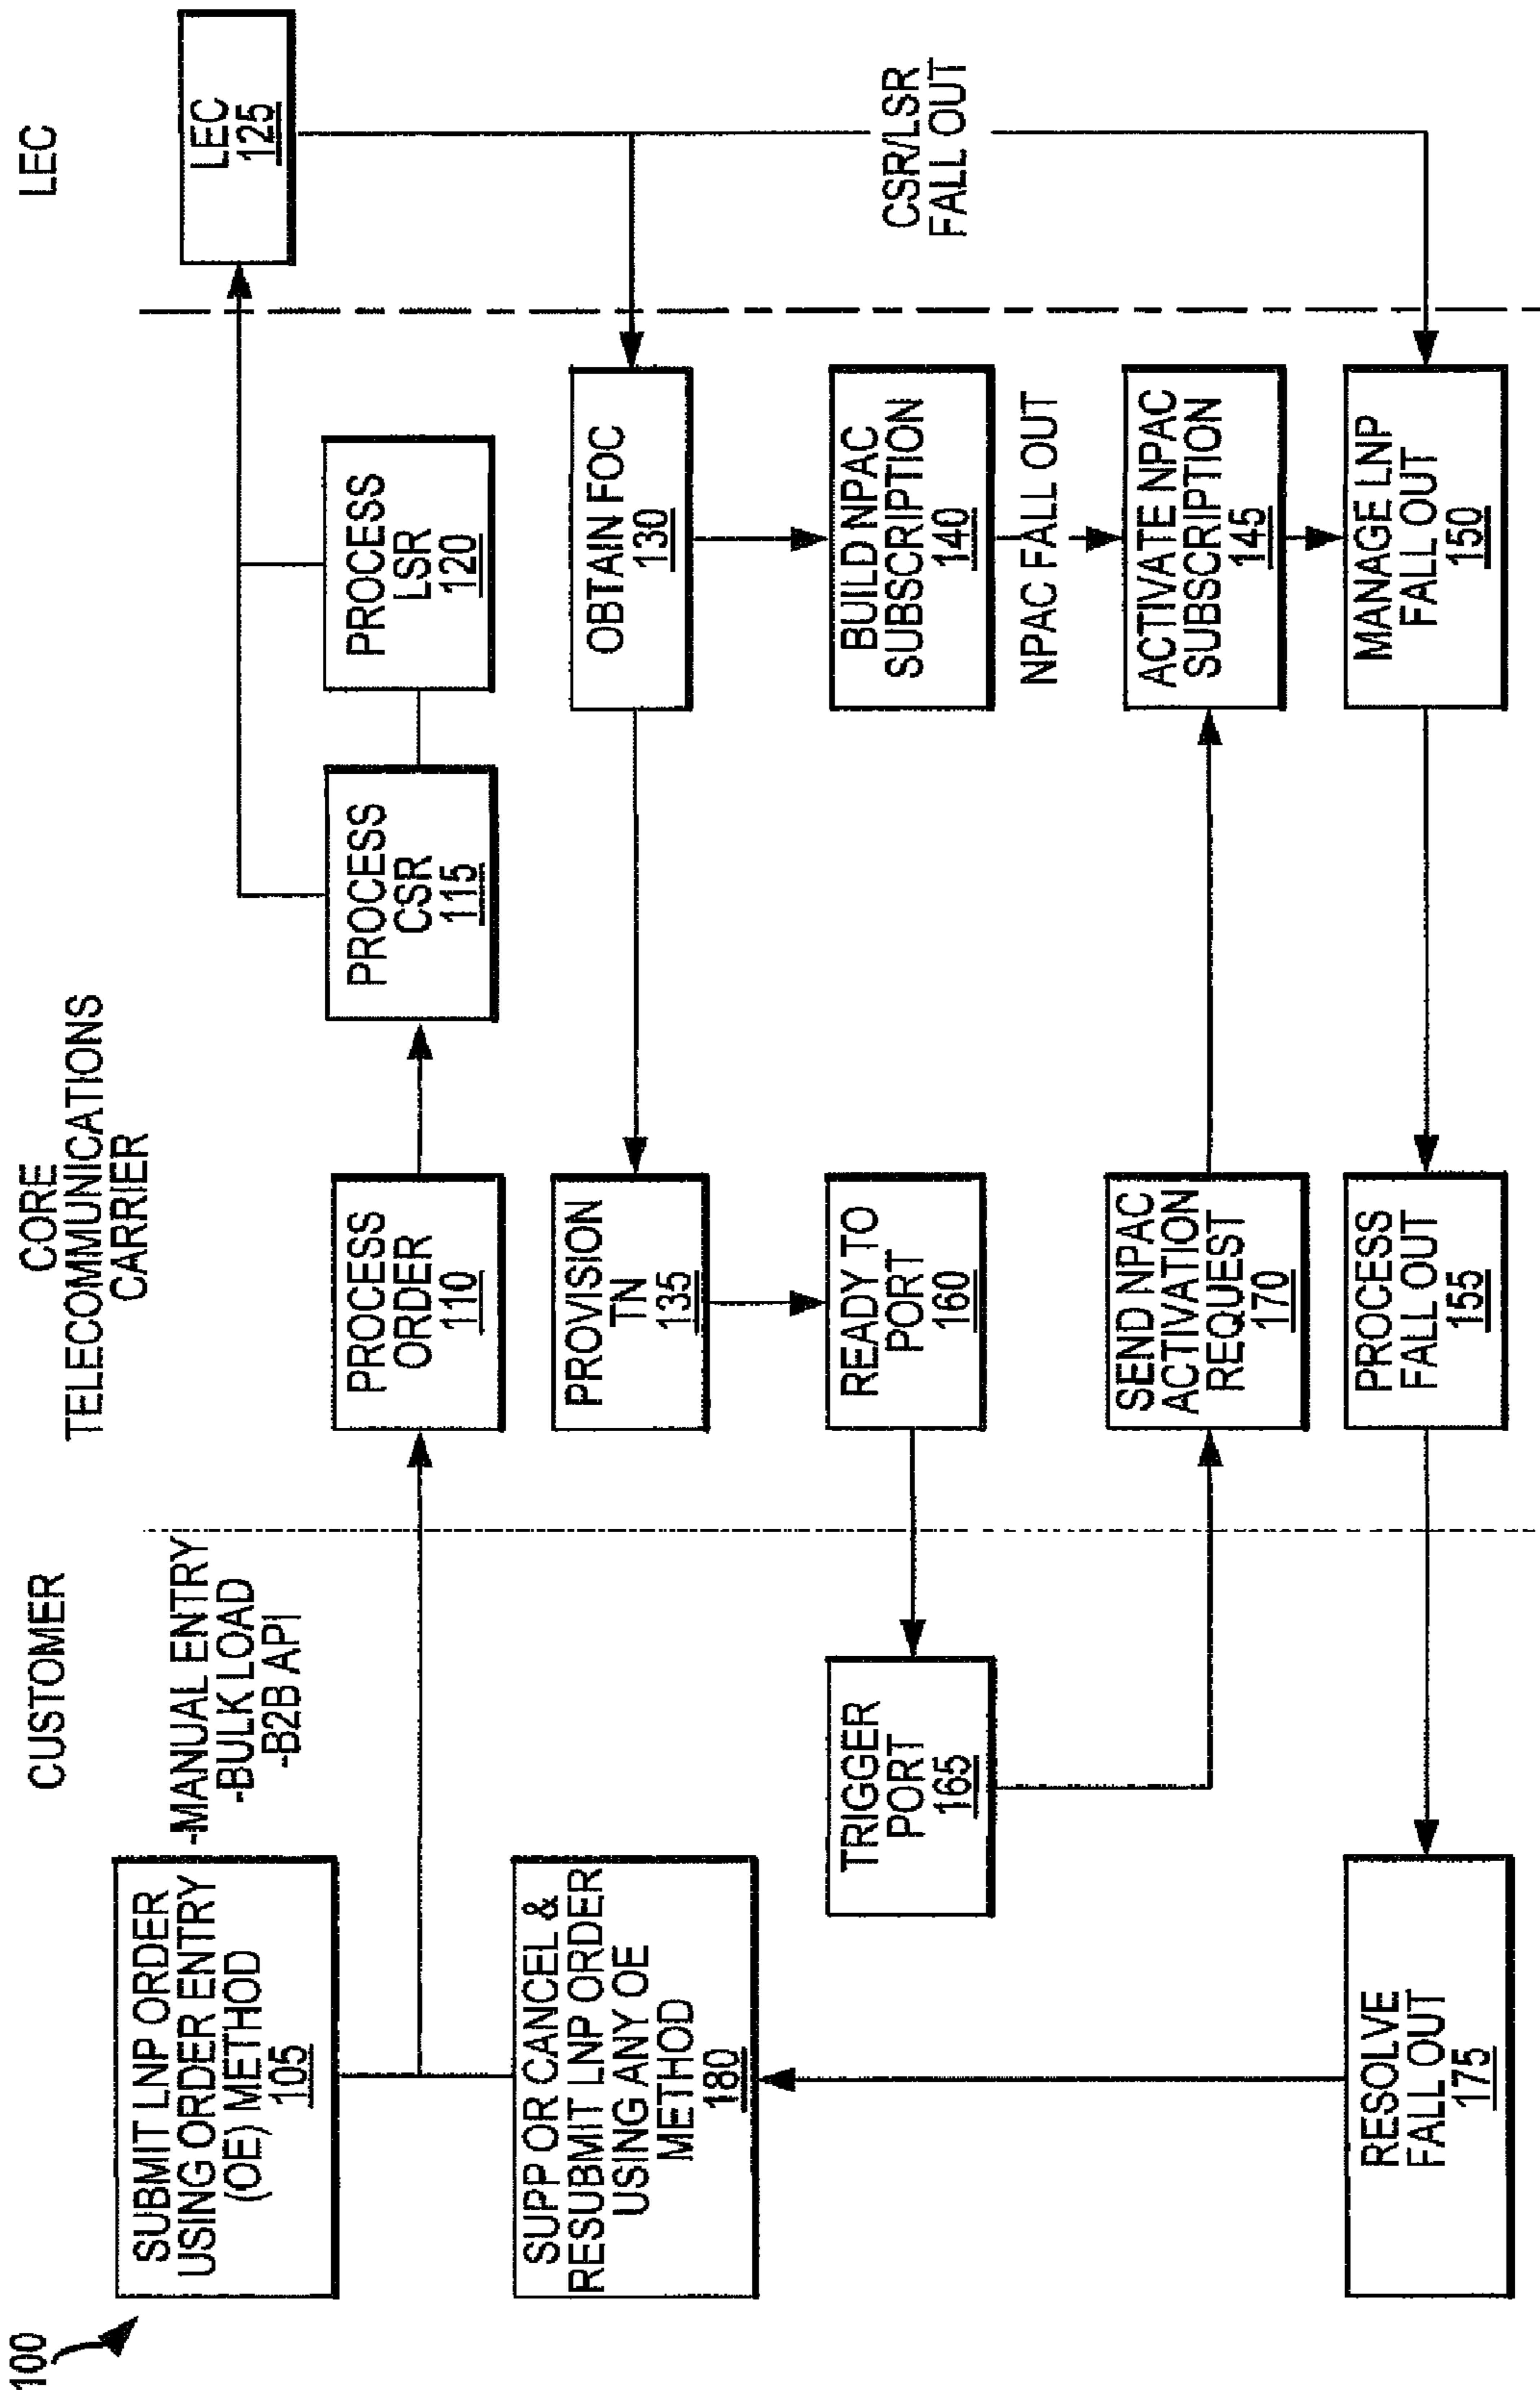 100
CUSTOMER
CORE
TELECOMMUNICATIONS
CARRIER
LEC
SUBMIT LNP ORDER
USING ORDER ENTRY
(OE) METHOD
105
-MANUAL ENTRY
-BULK LOAD
-B2B API
PROCESS
ORDER
110
PROCESS
CSR
115
PROCESS
LSR
120
LEC
125
SUPP OR CANCEL &
RESUBMIT LNP ORDER
USING ANY OE
METHOD
180
PROVISION
TN
135
OBTAIN FOC
130
TRIGGER
PORT
165
READY TO
PORT
160
BUILD NPAC
SUBSCRIPTION
140
NPAC FALL OUT
CSR/LSR
FALL OUT
SEND NPAC
ACTIVATION
REQUEST
170
ACTIVATE NPAC
SUBSCRIPTION
145
RESOLVE
FALL OUT
175
PROCESS
FALL OUT
155
MANAGE LNP
FALL OUT
150